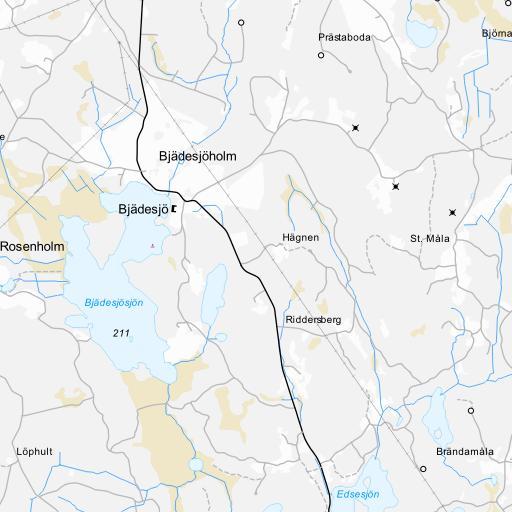 Prästaboda
Björna
e
Bjädesjöholm
Bjädesjö
Hägnen
St. Måla
Rosenholm
Bjädesjösjön
211
Riddersberg
Löphult
Brändamåla
Edsesjön